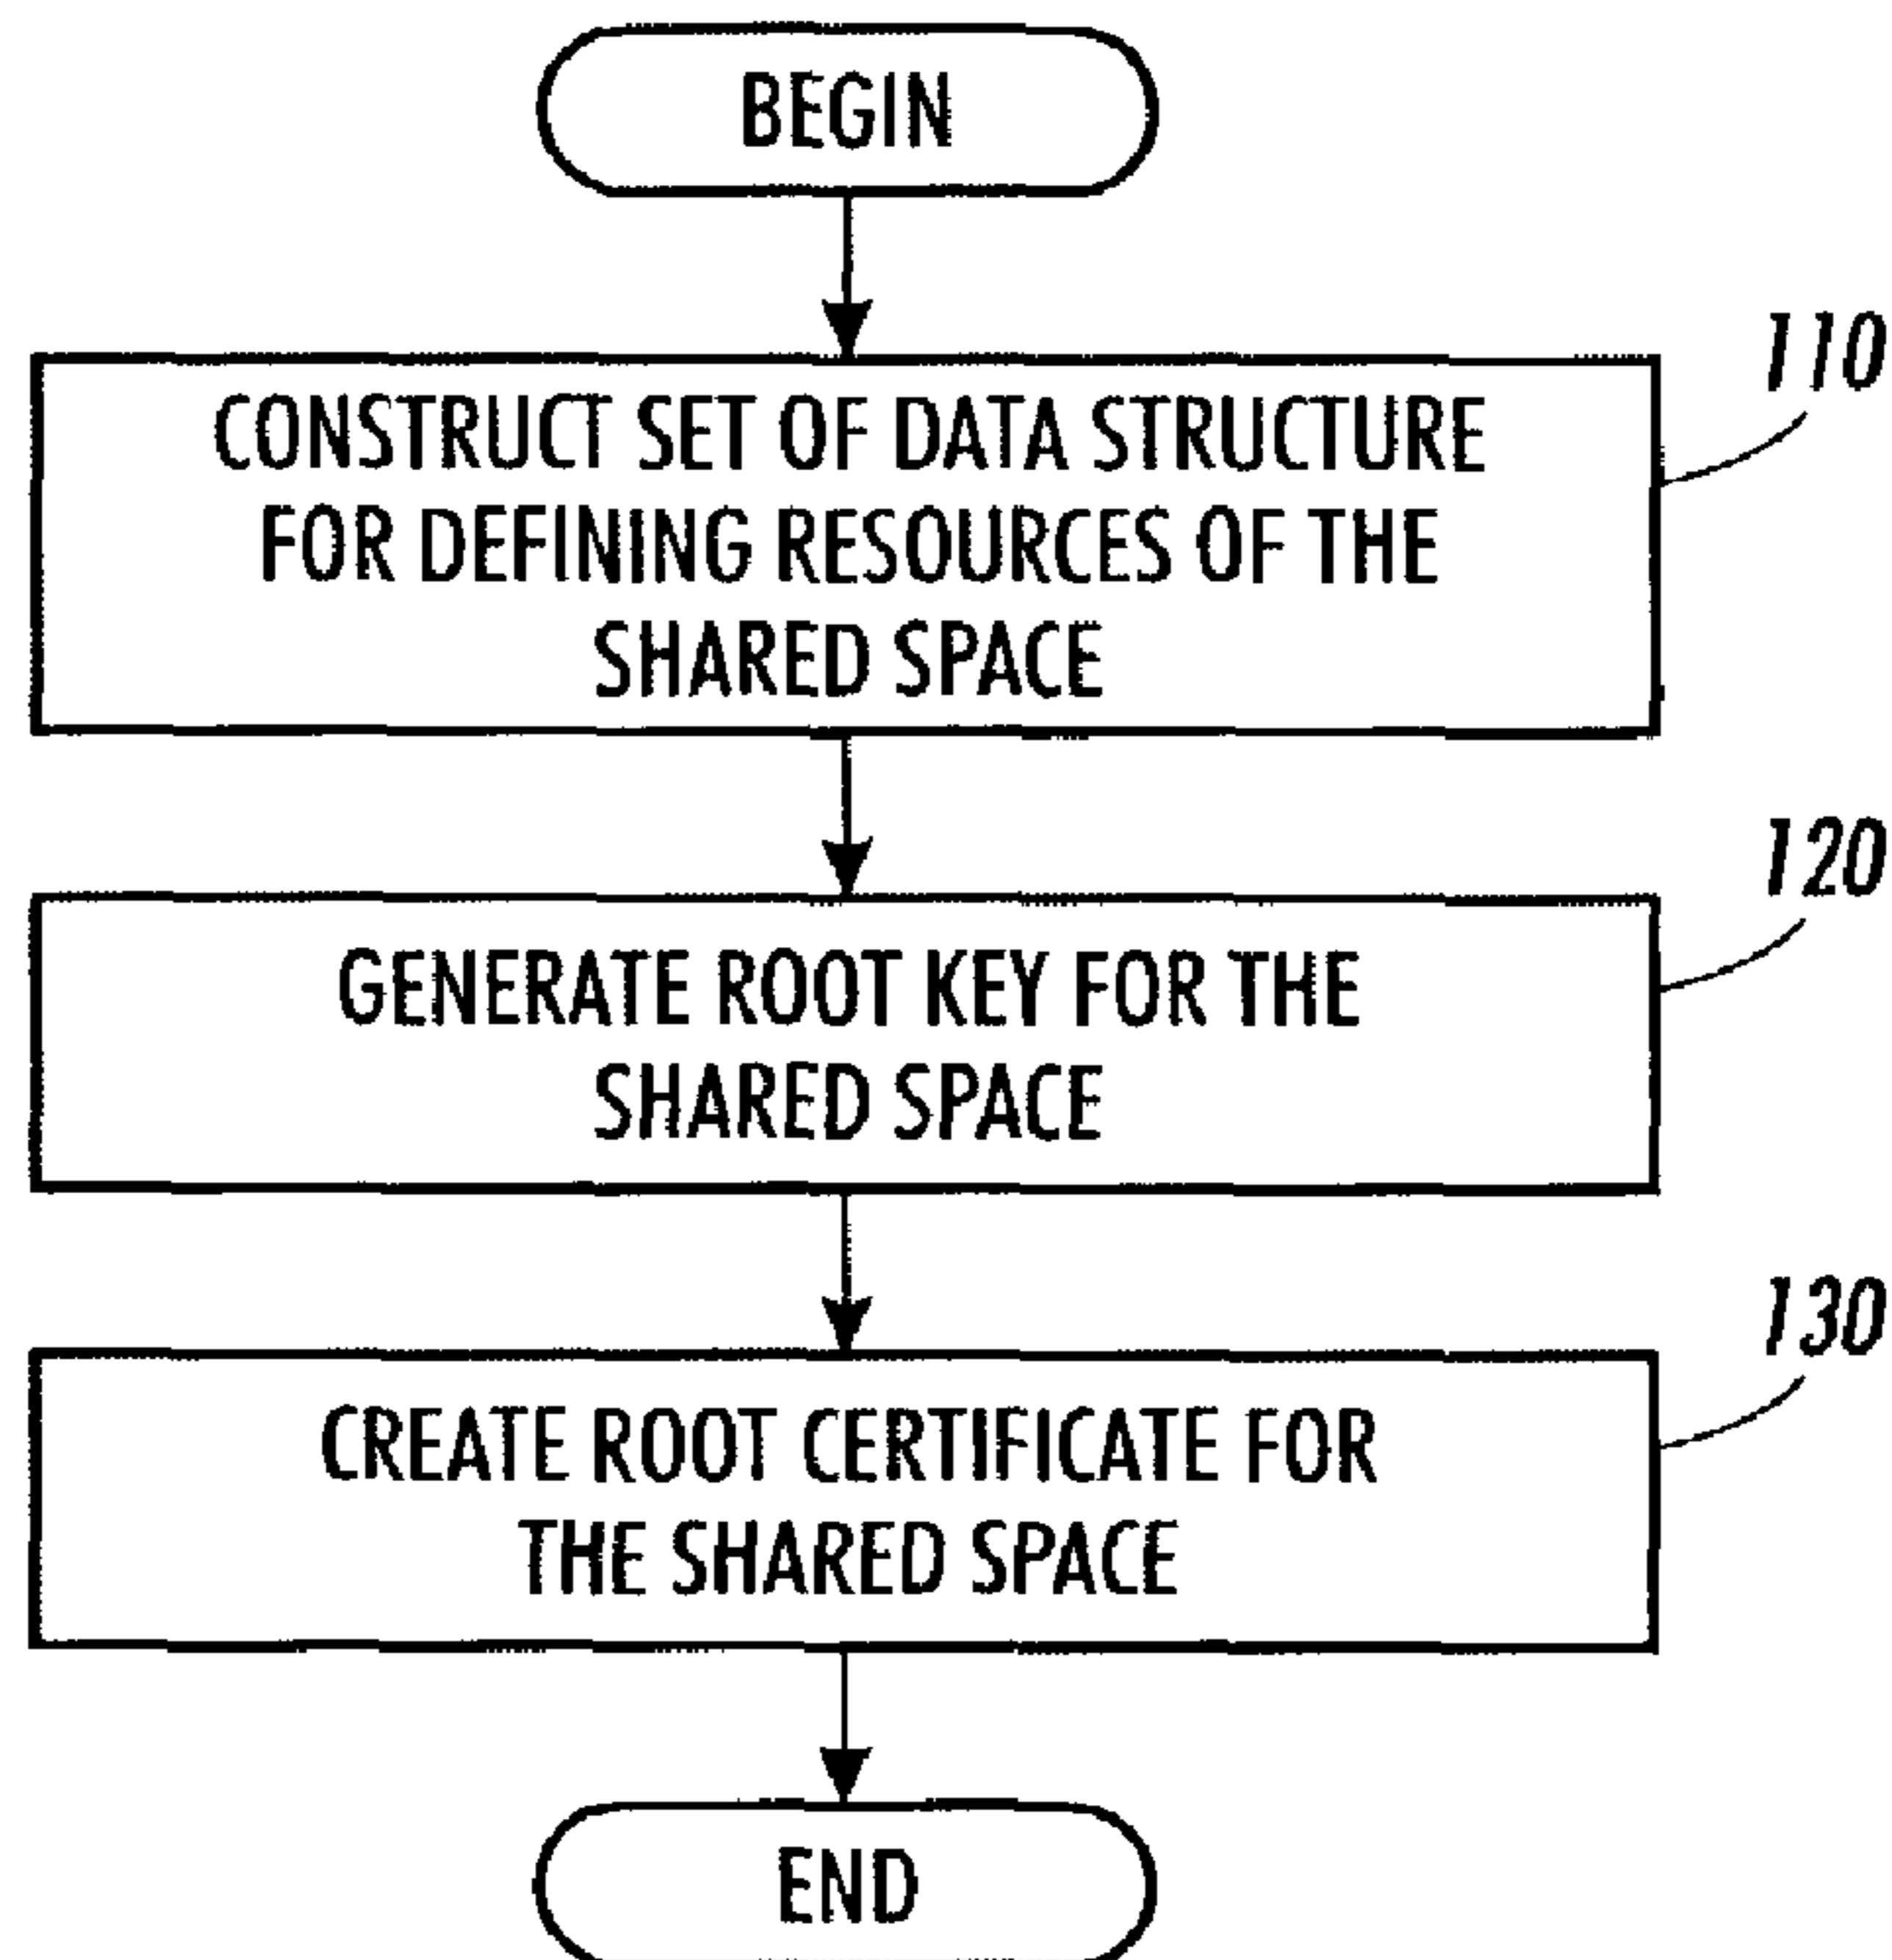 BEGIN
110
CONSTRUCT SET OF DATA STRUCTURE
FOR DEFINING RESOURCES OF THE
SHARED SPACE
120
GENERATE ROOT KEY FOR THE
SHARED SPACE
130
CREATE ROOT CERTIFICATE FOR
THE SHARED SPACE
END